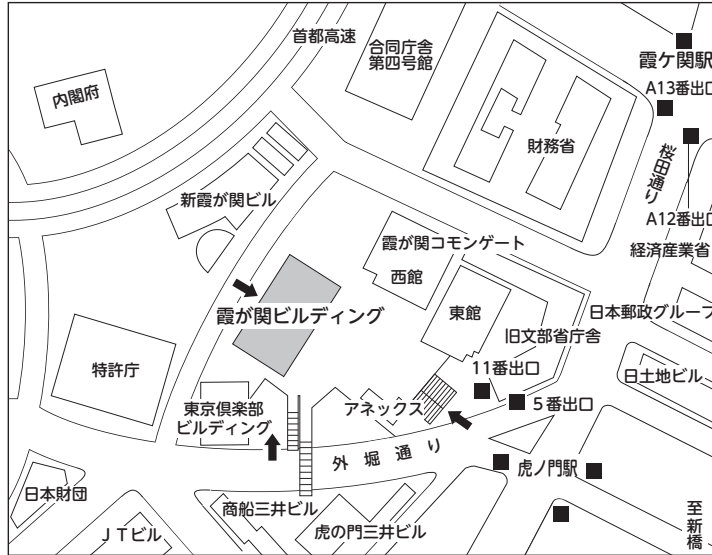 首都高速
合同庁舎
第四号館
霞ケ関駅
A13番出口
内閣府
財務省
桜田通り
新霞が関ビル
A12番出口
霞が関コモンゲート
経済産業省
西館
東館
日本郵政グループ
霞が関ビルディング
旧文部省庁舎
特許庁
11番出口
日土地ビル
東京倶楽部
ビルディング
アネックス
5番出口
外堀通り
虎ノ門駅
日本財団
商船三井ビル
至新橋
JTビル
虎の門三井ビル